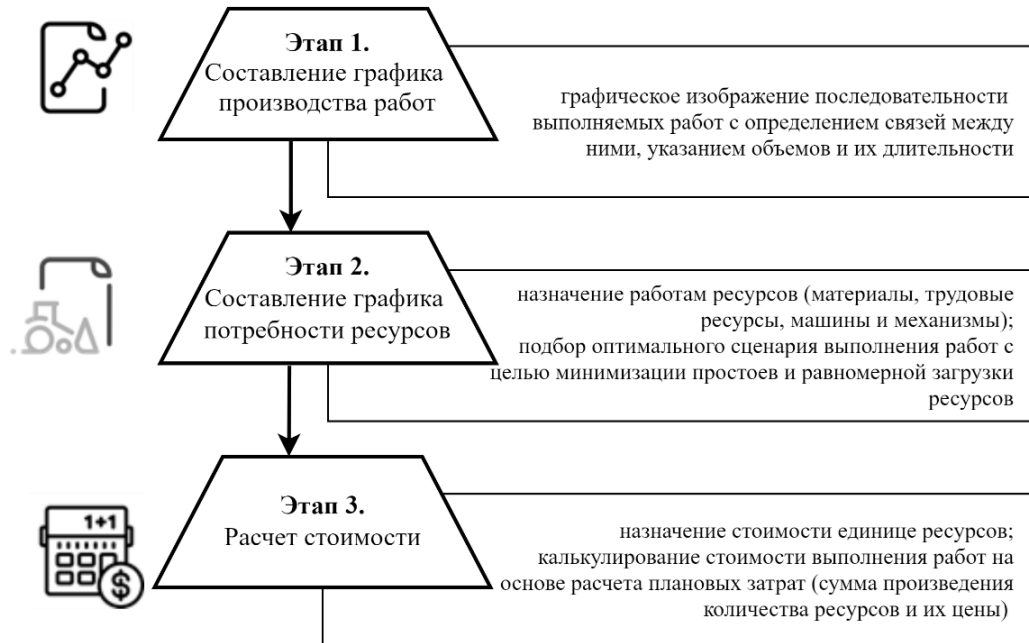 Этап 1.
Составление графика
производства работ
графическое изображение последовательности
выполняемых работ с определением связей между
ними, указанием объемов и их длительности
Этап 2.
Составление графика
потребности ресурсов
назначение работам ресурсов (материалы, трудовые
ресурсы, машины и механизмы);
подбор оптимального сценария выполнения работ с
целью минимизации простоев и равномерной загрузки
ресурсов
1+1
$
Этап 3.
Расчет стоимости
назначение стоимости единице ресурсов;
калькулирование стоимости выполнения работ на
основе расчета плановых затрат (сумма произведения
количества ресурсов и их цены)